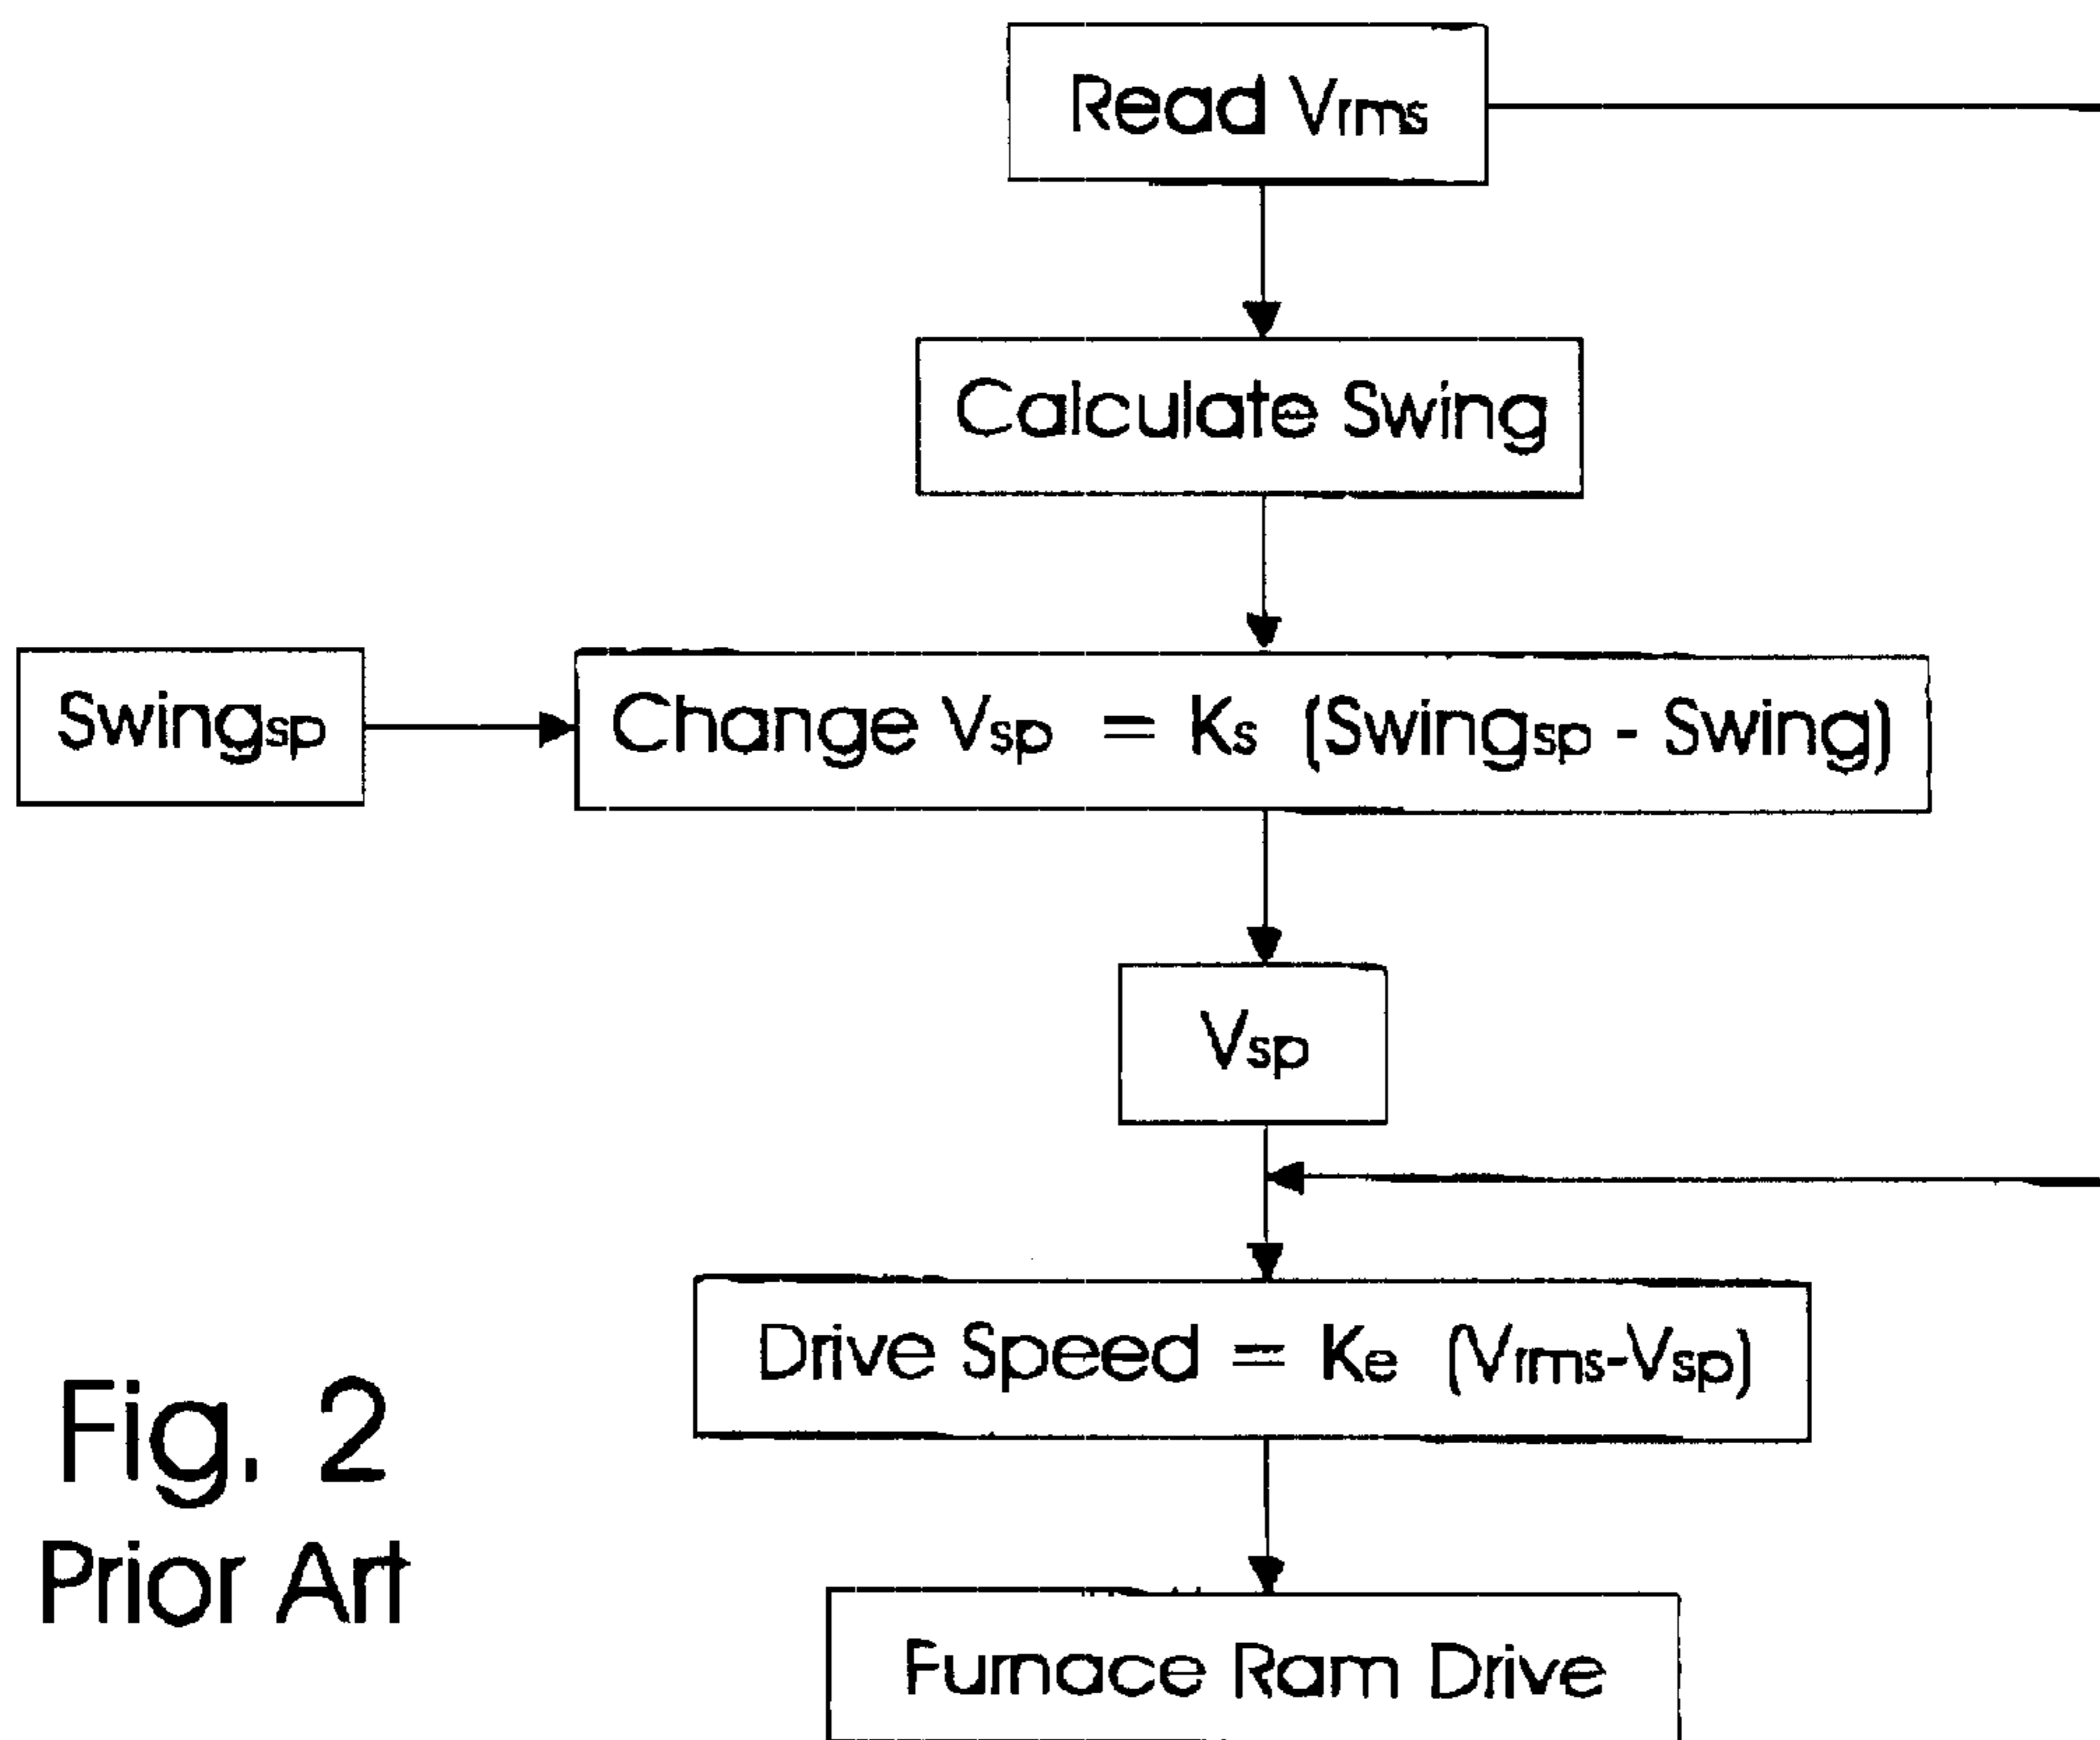 Read Vrms
Calculate Swing
Swingsp
Change Vsp = Ks (Swingsp - Swing)
Vsp
Drive Speed = Ke (Vrms-Vsp)
Furnace Ram Drive
Fig. 2
Prior Art